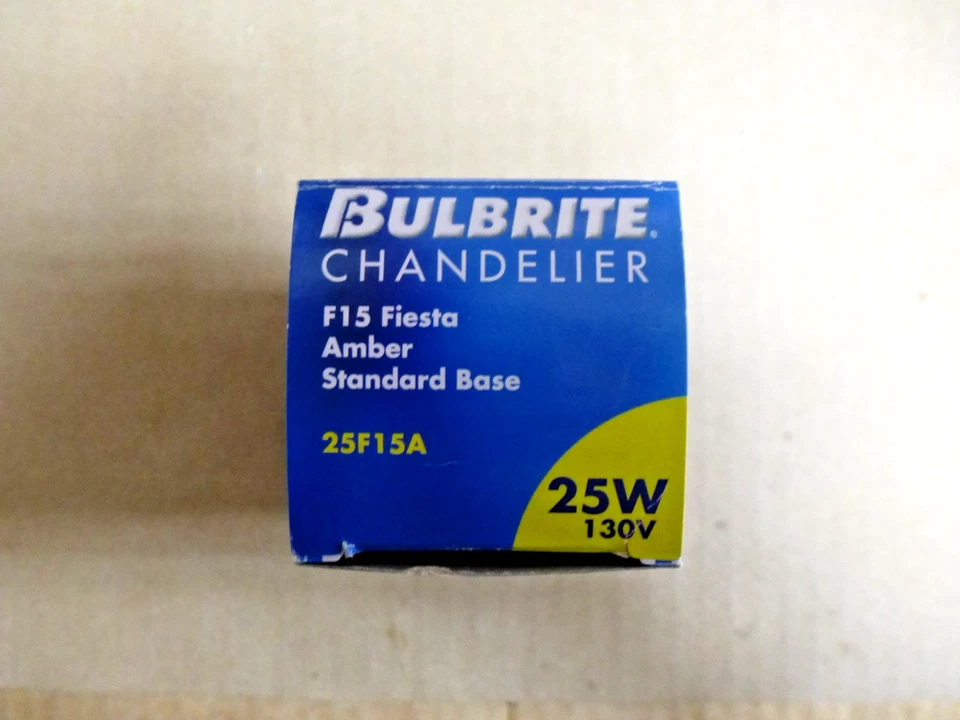 BULBRITE®
CHANDELIER
F15 Fiesta
Amber
Standard Base
25F15A
25W
130V